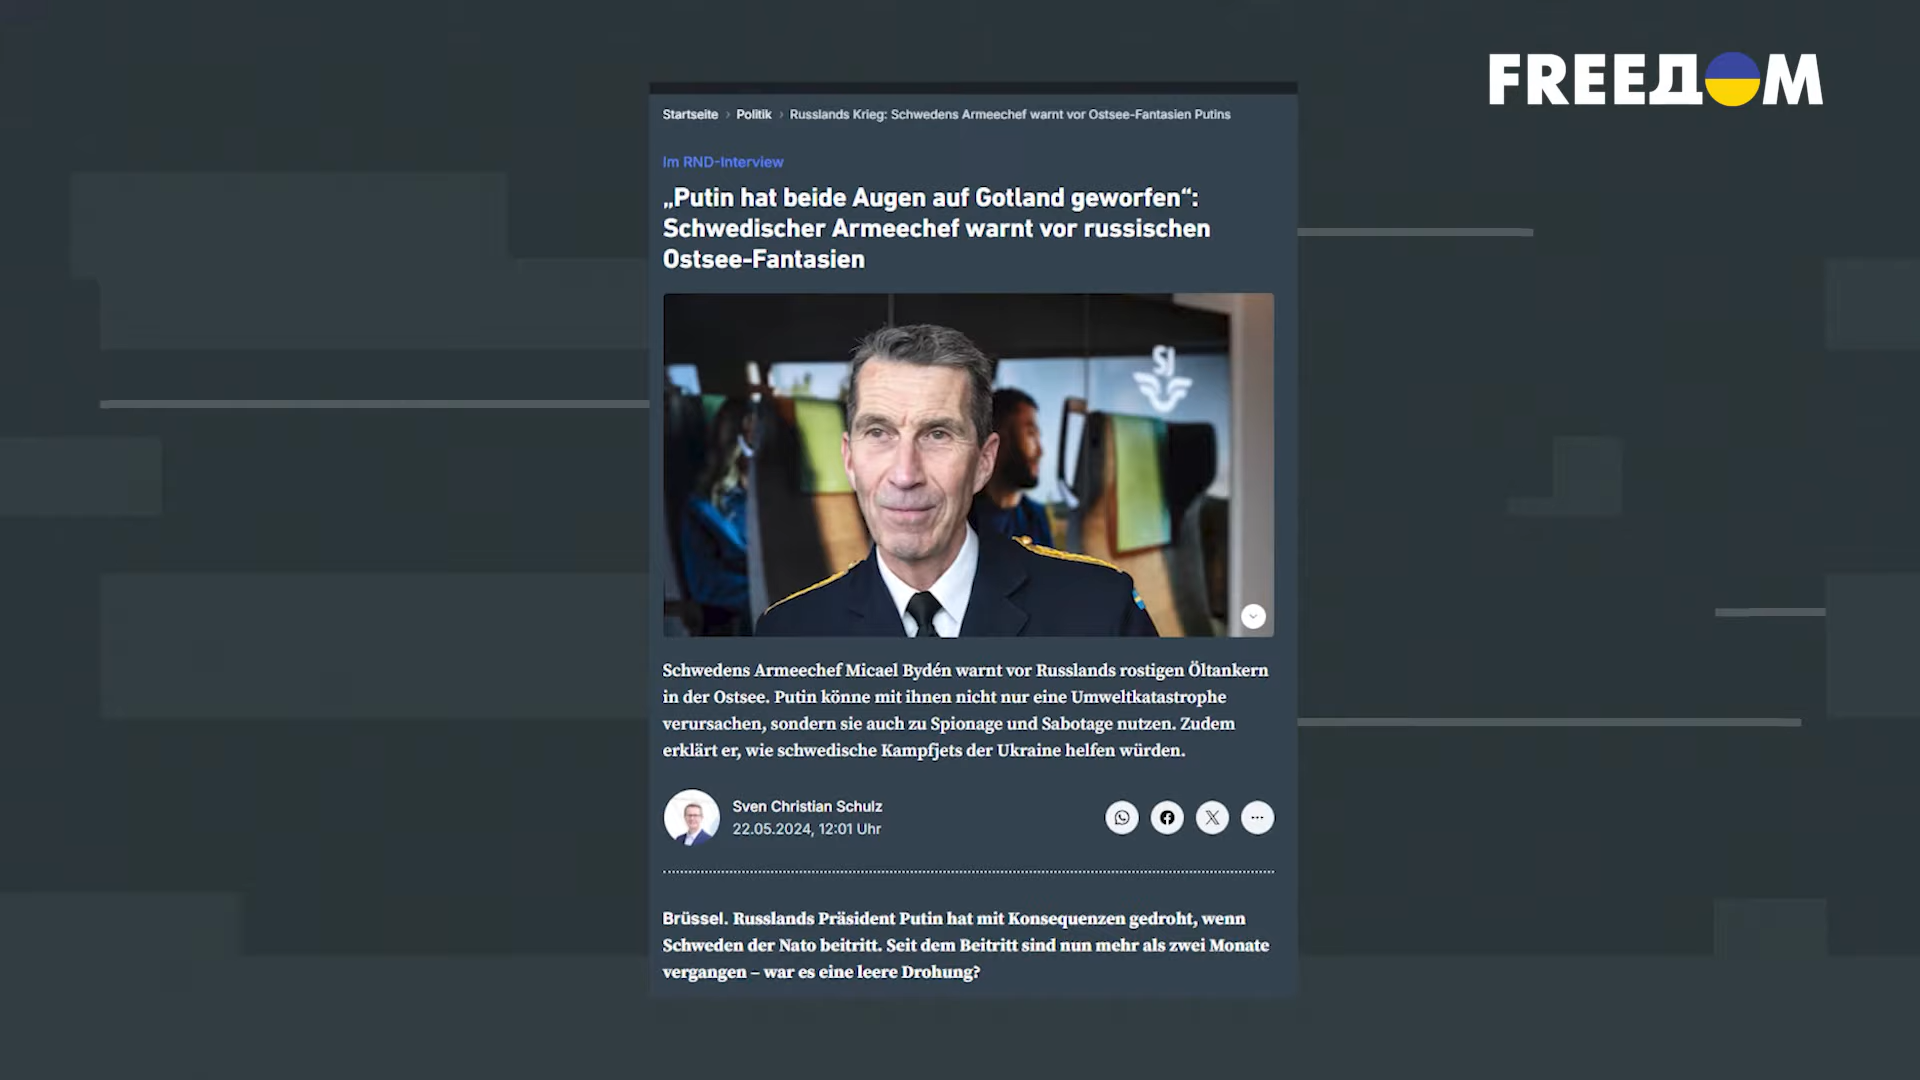 FREEДOM
Startseite › Politik › Russlands Krieg: Schwedens Armeechef warnt vor Ostsee-Fantasien Putins
Im RND-Interview
„Putin hat beide Augen auf Gotland geworfen“:
Schwedischer Armeechef warnt vor russischen
Ostsee-Fantasien
SJ
Schwedens Armeechef Micael Bydén warnt vor Russlands rostigen Öltankern
in der Ostsee. Putin könne mit ihnen nicht nur eine Umweltkatastrophe
verursachen, sondern sie auch zu Spionage und Sabotage nutzen. Zudem
erklärt er, wie schwedische Kampfjets der Ukraine helfen würden.
Sven Christian Schulz
22.05.2024, 12:01 Uhr
Brüssel. Russlands Präsident Putin hat mit Konsequenzen gedroht, wenn
Schweden der Nato beitritt. Seit dem Beitritt sind nun mehr als zwei Monate
vergangen – war es eine leere Drohung?